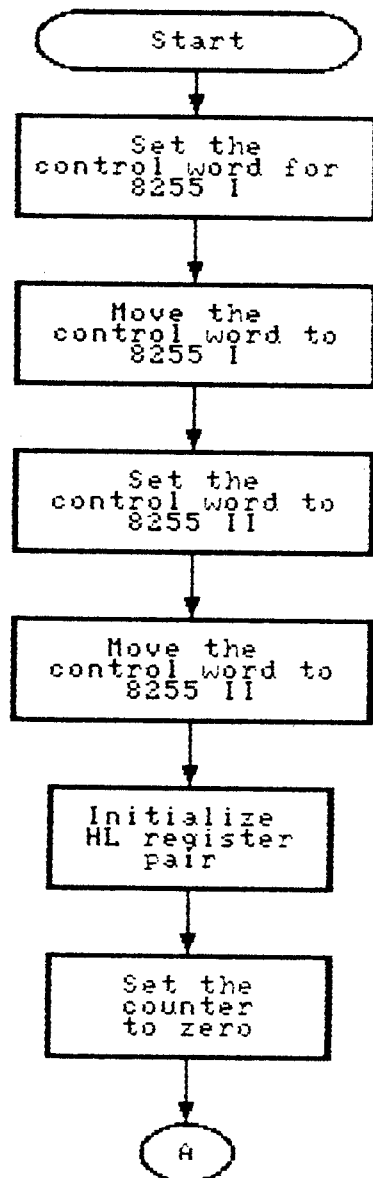 Start
Set the
control word for
8255 I
Move the
control word to
8255 I
Set the
control word to
8255 II
Move the
control word to
8255 II
Initialize
HL register
pair
Set the
counter
to zero
A